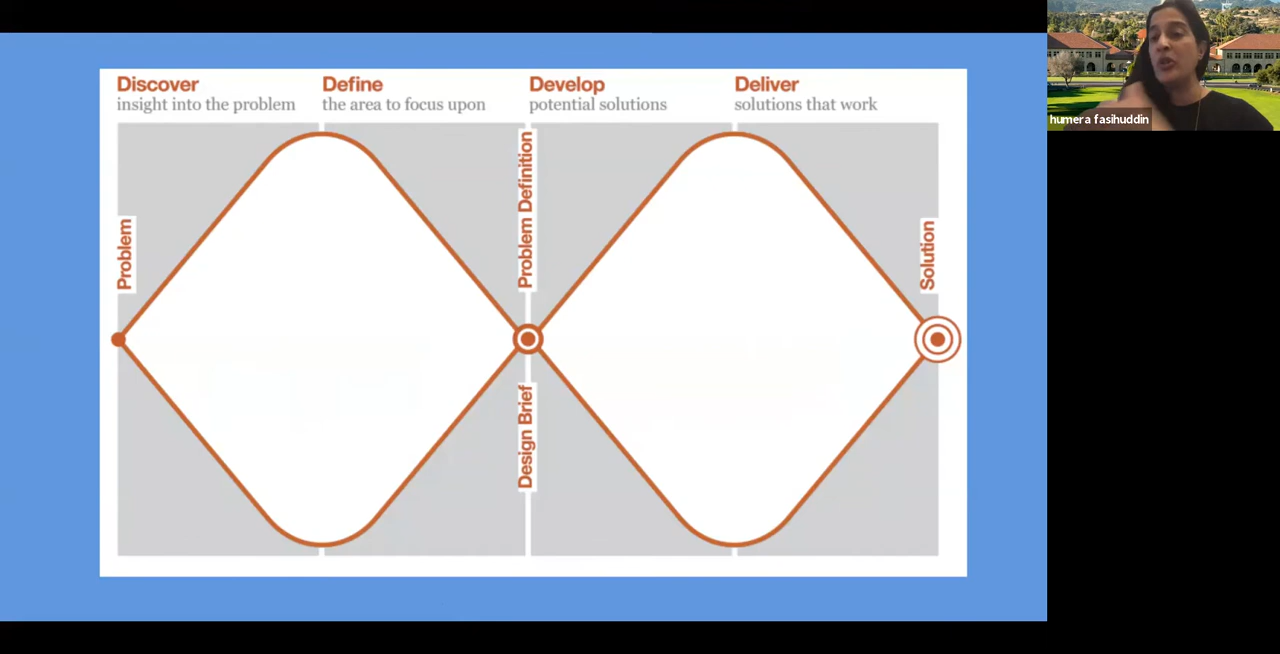 Discover
insight into the problem
Define
the area to focus upon
Develop
potential solutions
Deliver
solutions that work
Problem
Problem Definition
Design Brief
Solution
humera fasihuddin